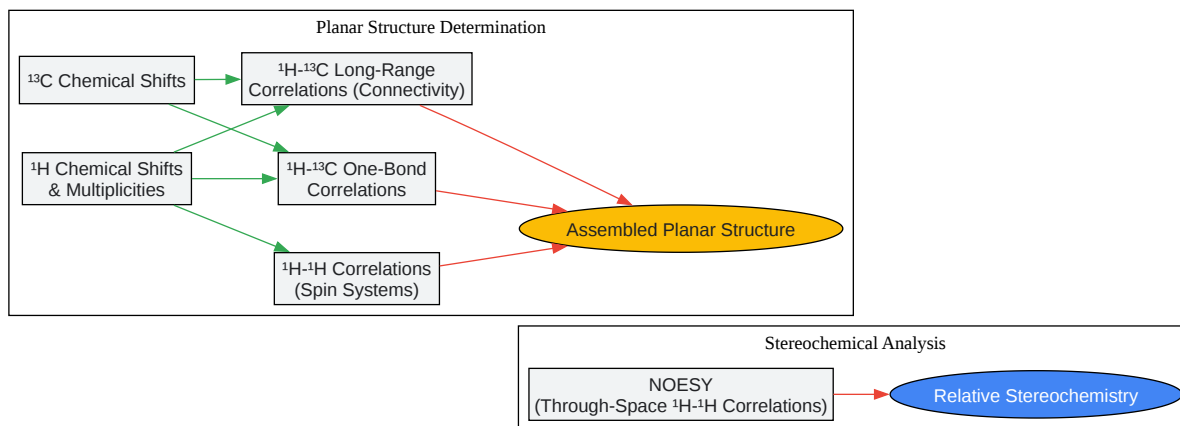 Planar Structure Determination
¹³C Chemical Shifts
¹H-¹³C Long-Range
Correlations (Connectivity)
¹H Chemical Shifts
& Multiplicities
¹H-¹³C One-Bond
Correlations
Assembled Planar Structure
¹H-¹H Correlations
(Spin Systems)
Stereochemical Analysis
NOESY
(Through-Space ¹H-¹H Correlations)
Relative Stereochemistry